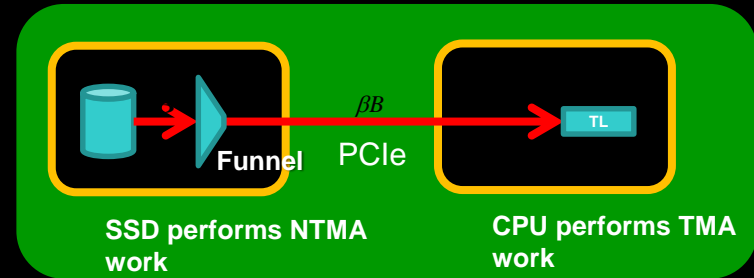 βB
TL
Funnel
PCIe
SSD performs NTMA
work
CPU performs TMA
work